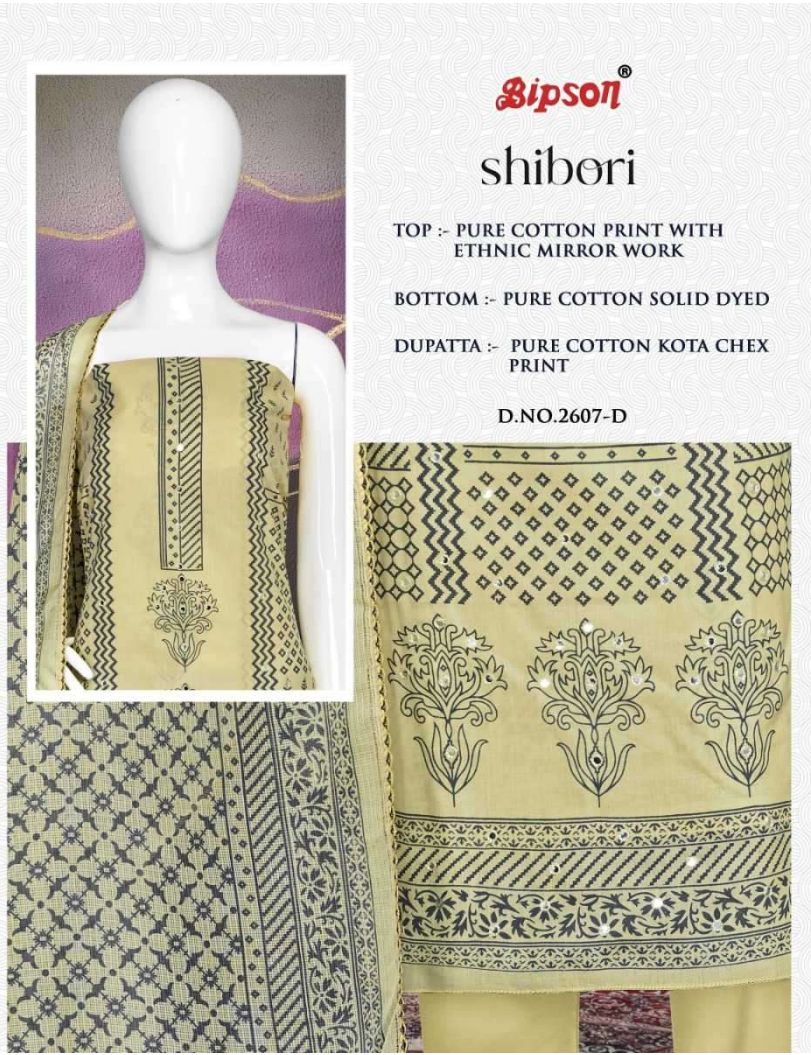 Bipson®
shibori
TOP :- PURE COTTON PRINT WITH
ETHNIC MIRROR WORK
BOTTOM :- PURE COTTON SOLID DYED
DUPATTA :- PURE COTTON KOTA CHEX
PRINT
D.NO.2607-D